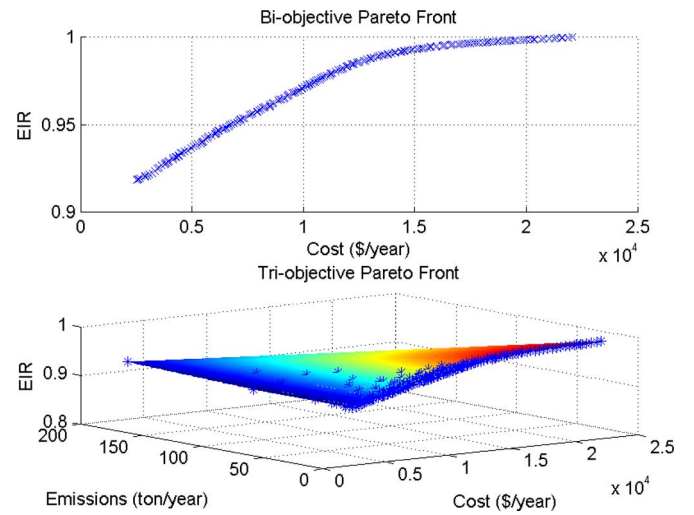 Bi-objective Pareto Front
1
0.95
0.9
EIR
0 0.5 1 1.5 2 2.5
Cost ($/year)
x 10^4
Tri-objective Pareto Front
1
0.9
0.8
EIR
200 150 100 50 0
0 0.5 1 1.5 2 2.5
x 10^4
Emissions (ton/year)
Cost ($/year)